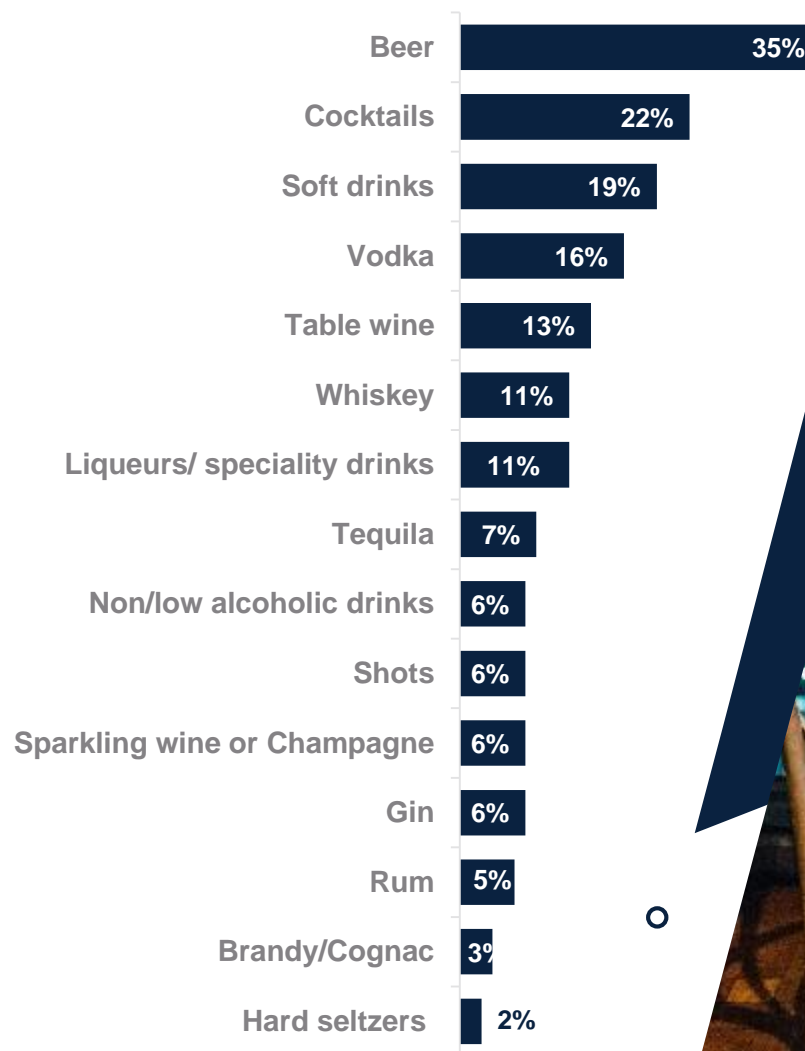 Beer 35%
Cocktails 22%
Soft drinks 19%
Vodka 16%
Table wine 13%
Whiskey 11%
Liqueurs/ speciality drinks 11%
Tequila 7%
Non/low alcoholic drinks 6%
Shots 6%
Sparkling wine or Champagne 6%
Gin 6%
Rum 5%
Brandy/Cognac 3%
Hard seltzers 2%